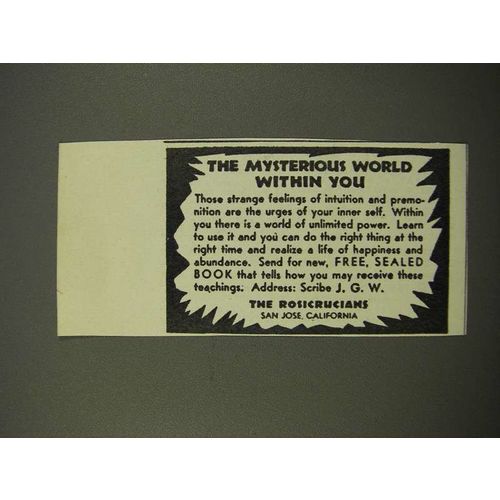 THE MYSTERIOUS WORLD
WITHIN YOU
Those strange feelings of intuition and premo-
nition are the urges of your inner self. Within
you there is a world of unlimited power. Learn
to use it and you can do the right thing at the
right time and realize a life of happiness and
abundance. Send for new, FREE, SEALED
BOOK that tells how you may receive these
teachings. Address: Scribe J. G. W.
THE ROSICRUCIANS
SAN JOSE, CALIFORNIA